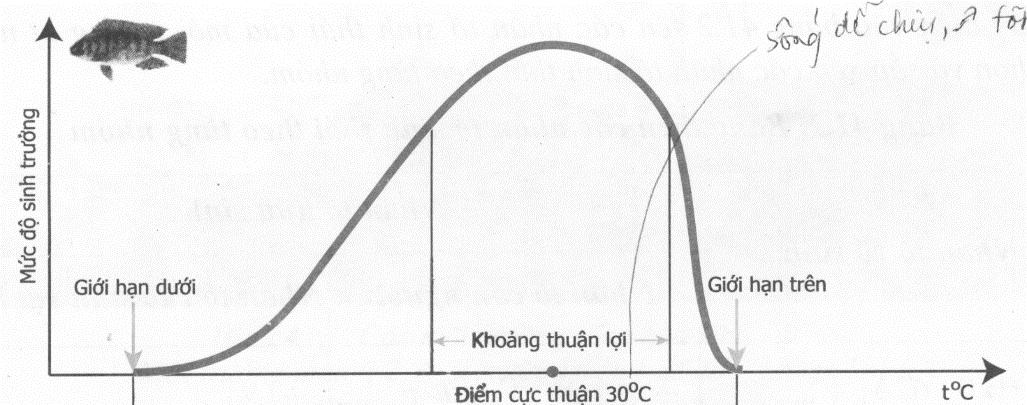 sống dễ chịu,
Mức độ sinh trưởng
Giới hạn dưới
Giới hạn trên
Khoảng thuận lợi
Điểm cực thuận 30°C
t°C